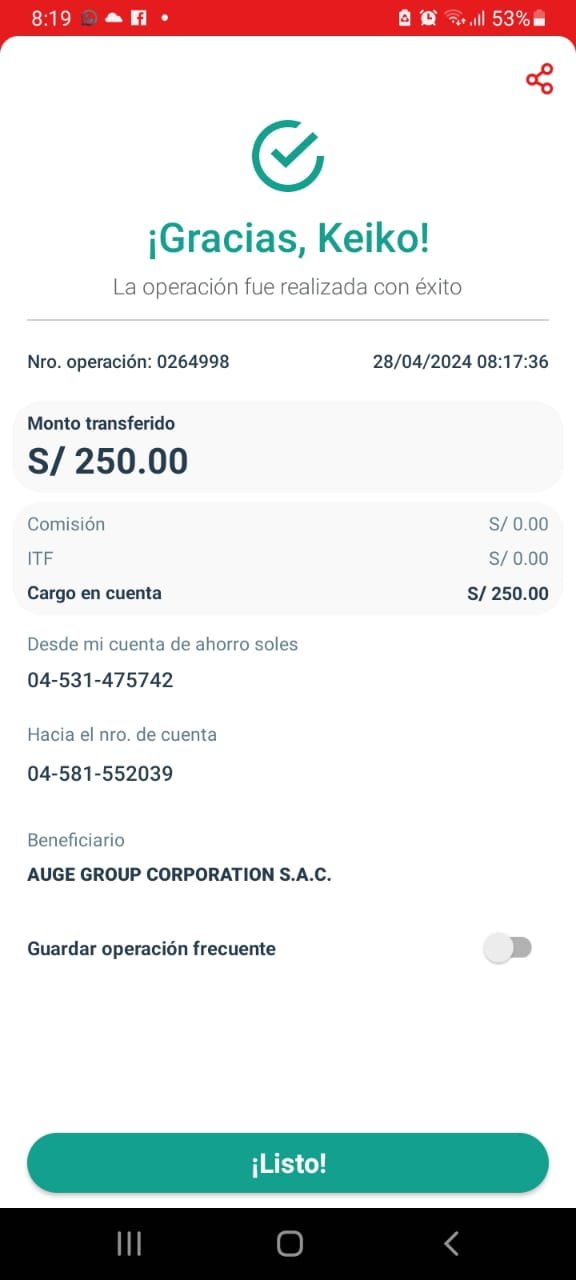 8:19 53%
¡Gracias, Keiko!
La operación fue realizada con éxito
Nro. operación: 0264998 28/04/2024 08:17:36
Monto transferido
S/ 250.00
Comisión S/ 0.00
ITF S/ 0.00
Cargo en cuenta S/ 250.00
Desde mi cuenta de ahorro soles
04-531-475742
Hacia el nro. de cuenta
04-581-552039
Beneficiario
AUGE GROUP CORPORATION S.A.C.
Guardar operación frecuente
¡Listo!